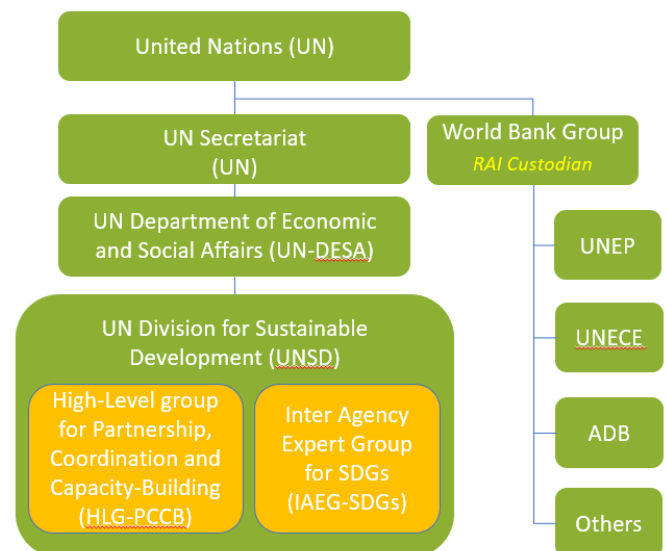 United Nations (UN)
UN Secretariat
(UN)
World Bank Group
RAI Custodian
UN Department of Economic
and Social Affairs (UN-DESA)
UNEP
UN Division for Sustainable
Development (UNSD)
UNECE
High-Level group
for Partnership,
Coordination and
Capacity-Building
(HLG-PCCB)
Inter Agency
Expert Group
for SDGs
(IAEG-SDGs)
ADB
Others